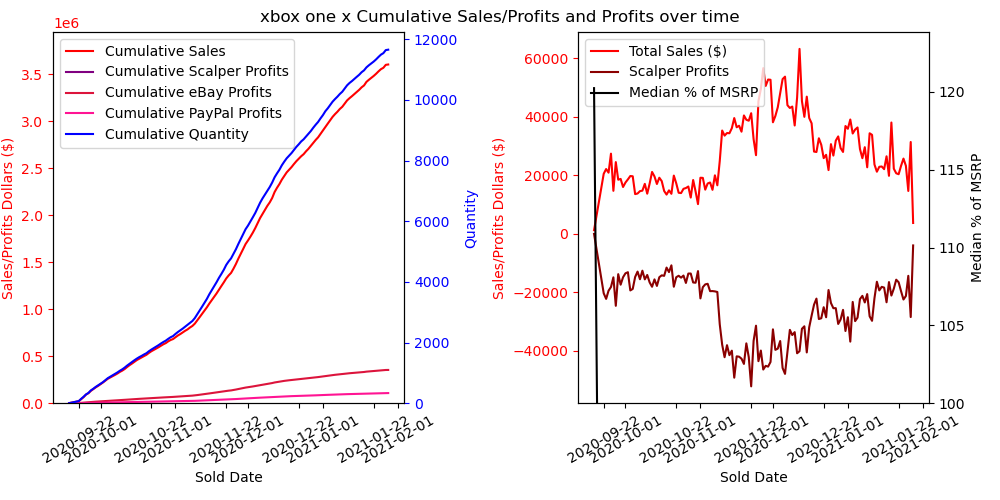 xbox one x Cumulative Sales/Profits and Profits over time
1e6
Cumulative Sales
Cumulative Scalper Profits
Cumulative eBay Profits
Cumulative PayPal Profits
Cumulative Quantity
3.5
3.0
2.5
2.0
1.5
1.0
0.5
0.0
Sales/Profits Dollars ($)
12000
10000
8000
6000
4000
2000
0
Quantity
2020-09-22
2020-10-01
2020-10-22
2020-11-01
2020-11-22
2020-12-01
2020-12-22
2021-01-01
2021-01-22
2021-02-01
Sold Date
Total Sales ($)
Scalper Profits
Median % of MSRP
60000
40000
20000
0
−20000
−40000
Sales/Profits Dollars ($)
120
115
110
105
100
Median % of MSRP
2020-09-22
2020-10-01
2020-10-22
2020-11-01
2020-11-22
2020-12-01
2020-12-22
2021-01-01
2021-01-22
2021-02-01
Sold Date